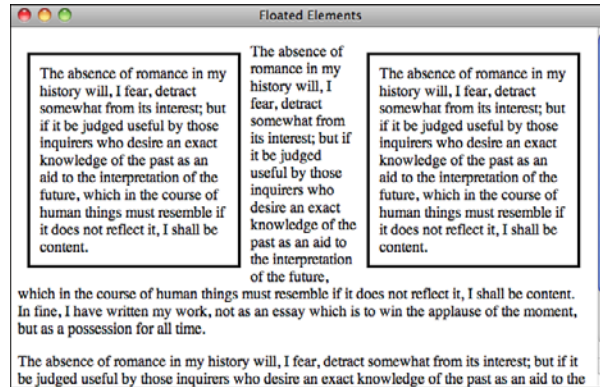 Floated Elements
The absence of romance in my
history will, I fear, detract
somewhat from its interest; but
if it be judged useful by those
inquirers who desire an exact
knowledge of the past as an
aid to the interpretation of the
future, which in the course of
human things must resemble if
it does not reflect it, I shall be
content.
The absence of
romance in my
history will, I
fear, detract
somewhat from
its interest; but if
it be judged
useful by those
inquirers who
desire an exact
knowledge of the
past as an aid to
the interpretation
of the future,
The absence of romance in my
history will, I fear, detract
somewhat from its interest; but
if it be judged useful by those
inquirers who desire an exact
knowledge of the past as an
aid to the interpretation of the
future, which in the course of
human things must resemble if
it does not reflect it, I shall be
content.
which in the course of human things must resemble if it does not reflect it, I shall be content.
In fine, I have written my work, not as an essay which is to win the applause of the moment,
but as a possession for all time.
The absence of romance in my history will, I fear, detract somewhat from its interest; but if it
be judged useful by those inquirers who desire an exact knowledge of the past as an aid to the